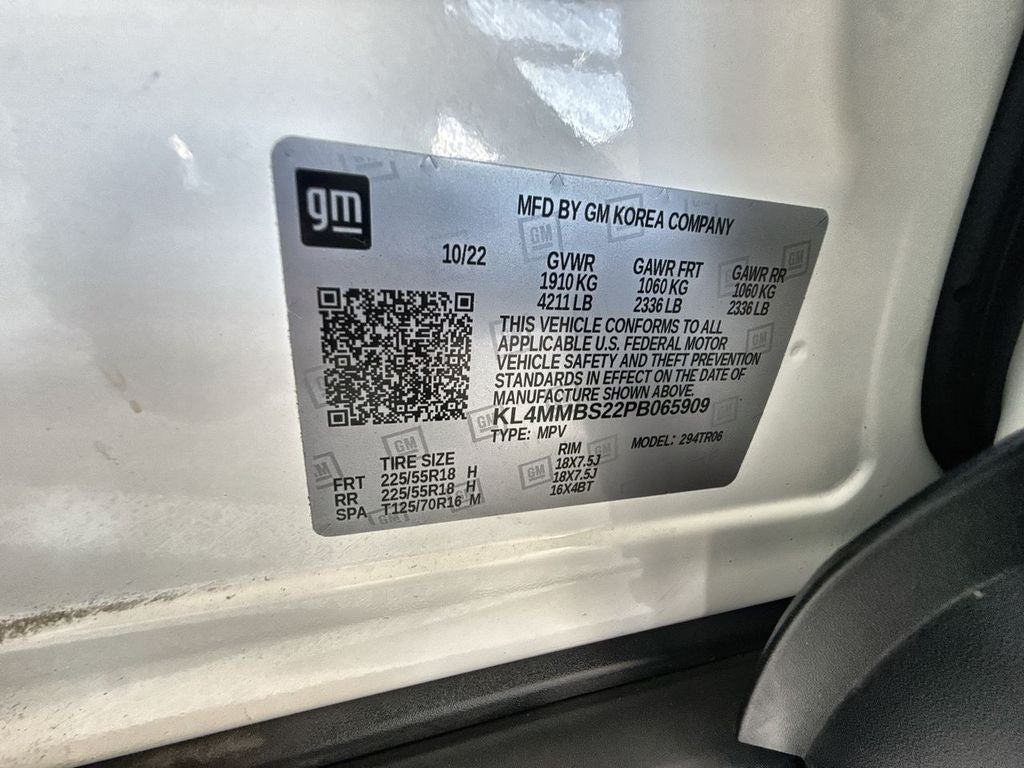 gm
MFD BY GM KOREA COMPANY
10/22
GVWR GAWR FRT GAWR RR
1910 KG 1060 KG 1060 KG
4211 LB 2336 LB 2336 LB
THIS VEHICLE CONFORMS TO ALL
APPLICABLE U.S. FEDERAL MOTOR
VEHICLE SAFETY AND THEFT PREVENTION
STANDARDS IN EFFECT ON THE DATE OF
MANUFACTURE SHOWN ABOVE.
KL4MMBS22PB065909
TYPE: MPV MODEL: 294TR06
TIRE SIZE RIM
FRT 225/55R18 H 18X7.5J
RR 225/55R18 H 18X7.5J
SPA T125/70R16 M 16X4BT